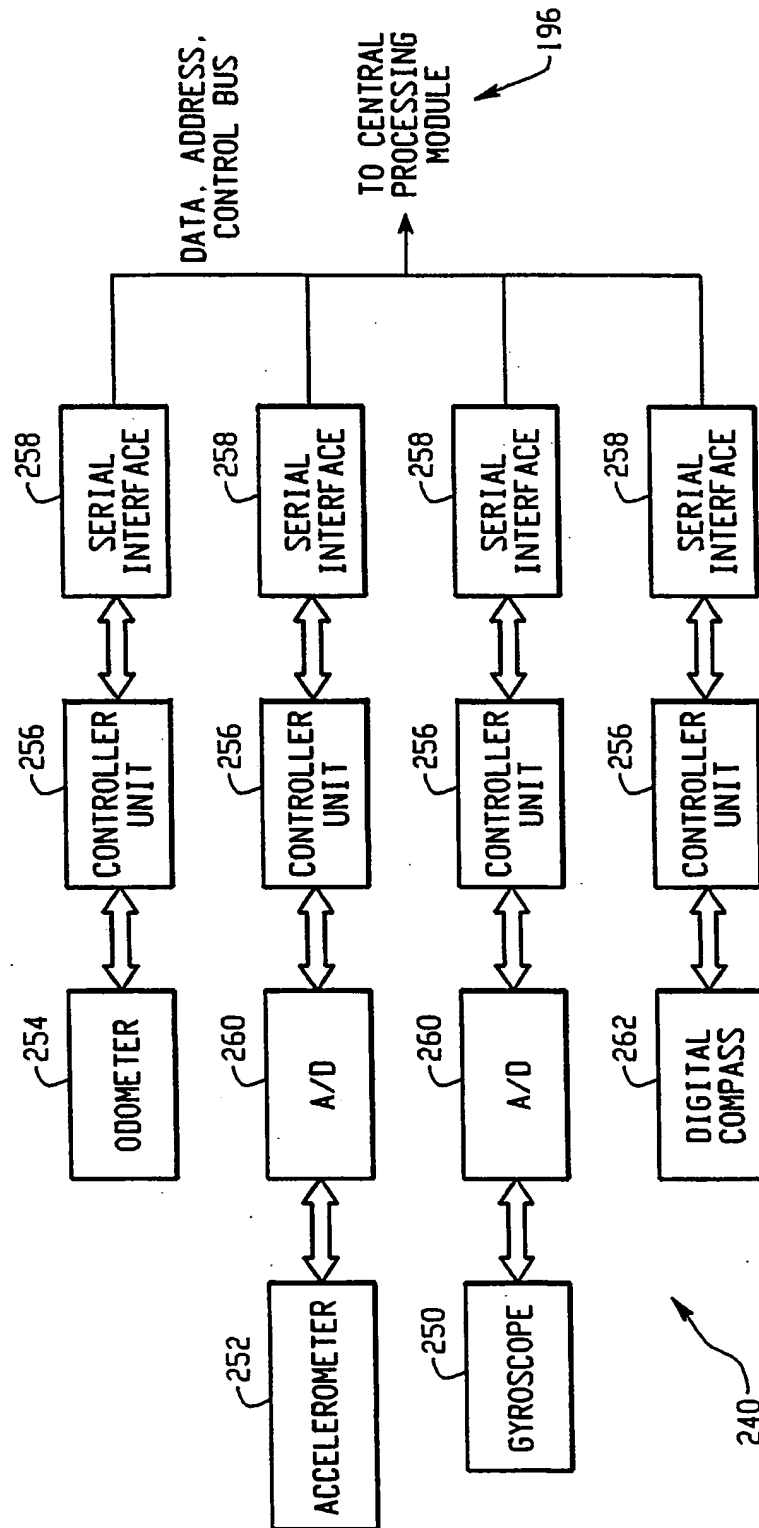 254
ODOMETER
256
CONTROLLER
UNIT
258
SERIAL
INTERFACE
DATA, ADDRESS,
CONTROL BUS
252
ACCELEROMETER
260
A/D
256
CONTROLLER
UNIT
258
SERIAL
INTERFACE
TO CENTRAL
PROCESSING
MODULE
196
250
GYROSCOPE
260
A/D
256
CONTROLLER
UNIT
258
SERIAL
INTERFACE
262
DIGITAL
COMPASS
256
CONTROLLER
UNIT
258
SERIAL
INTERFACE
240